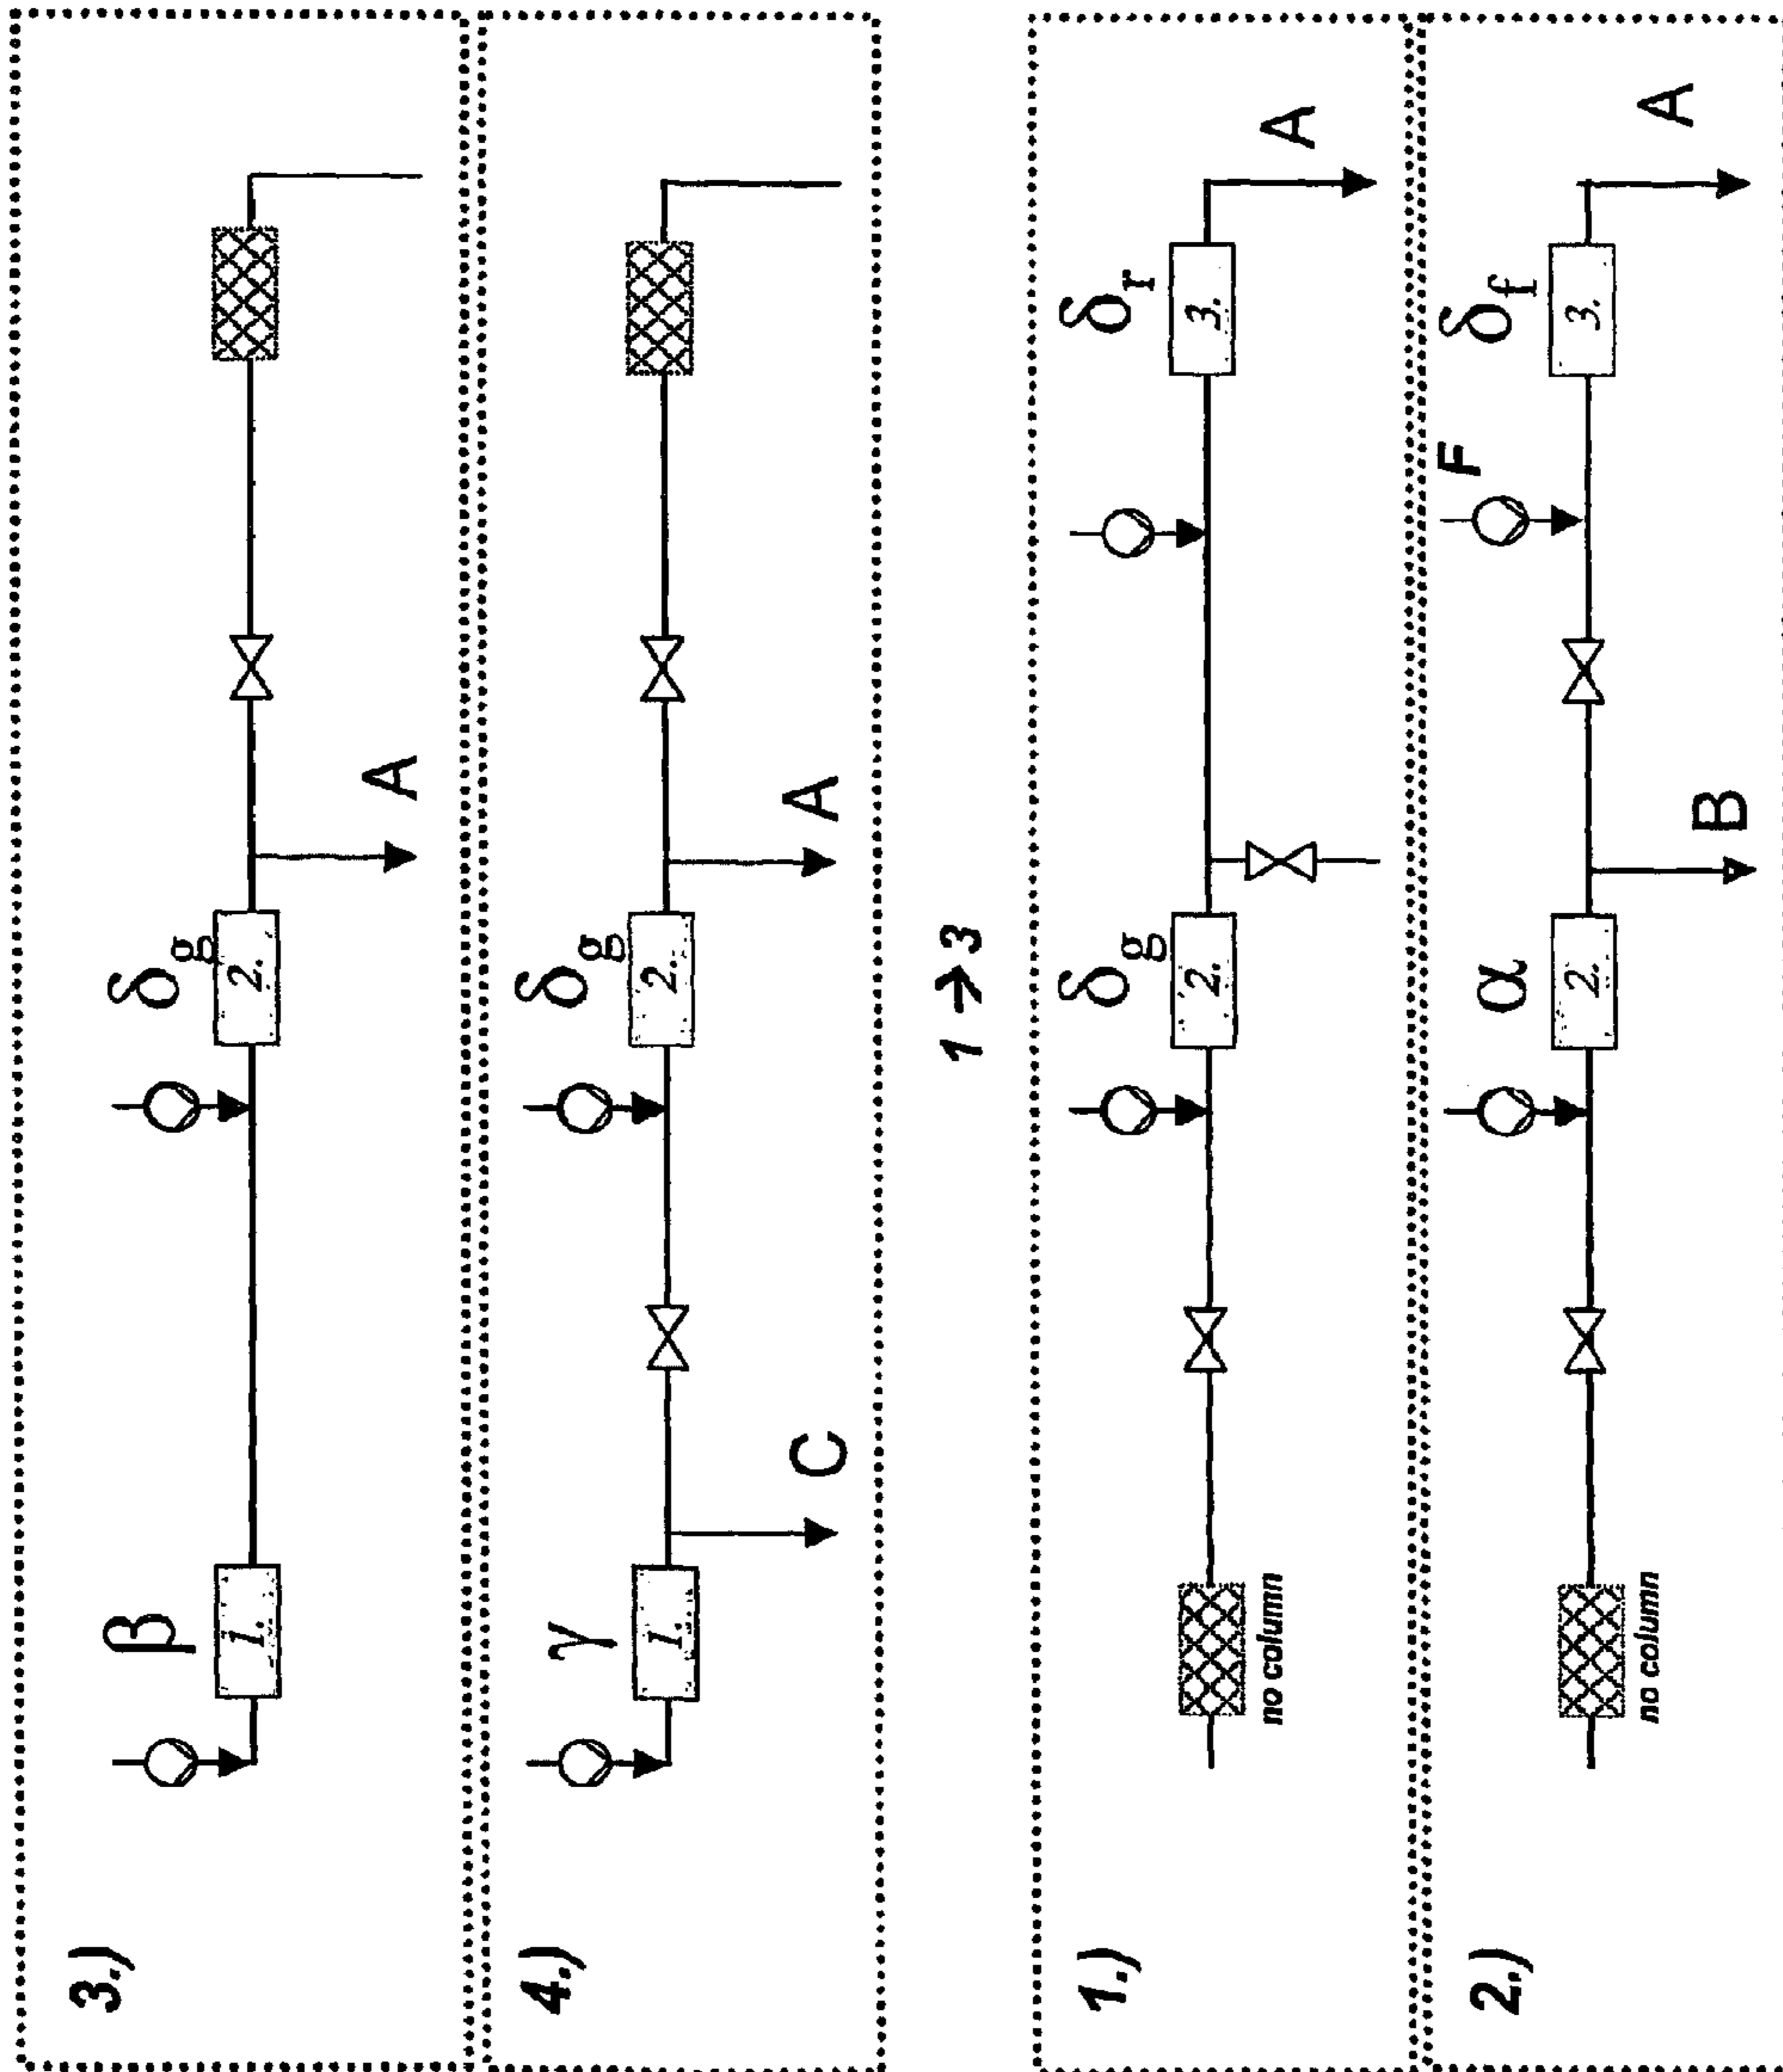 3.) β δg
1. 2.
A
4.) γ δg
1. 2.
C A
1→3
1.) δg δr
2. 3.
no column A
2.) α F δf
2. 3.
no column B A